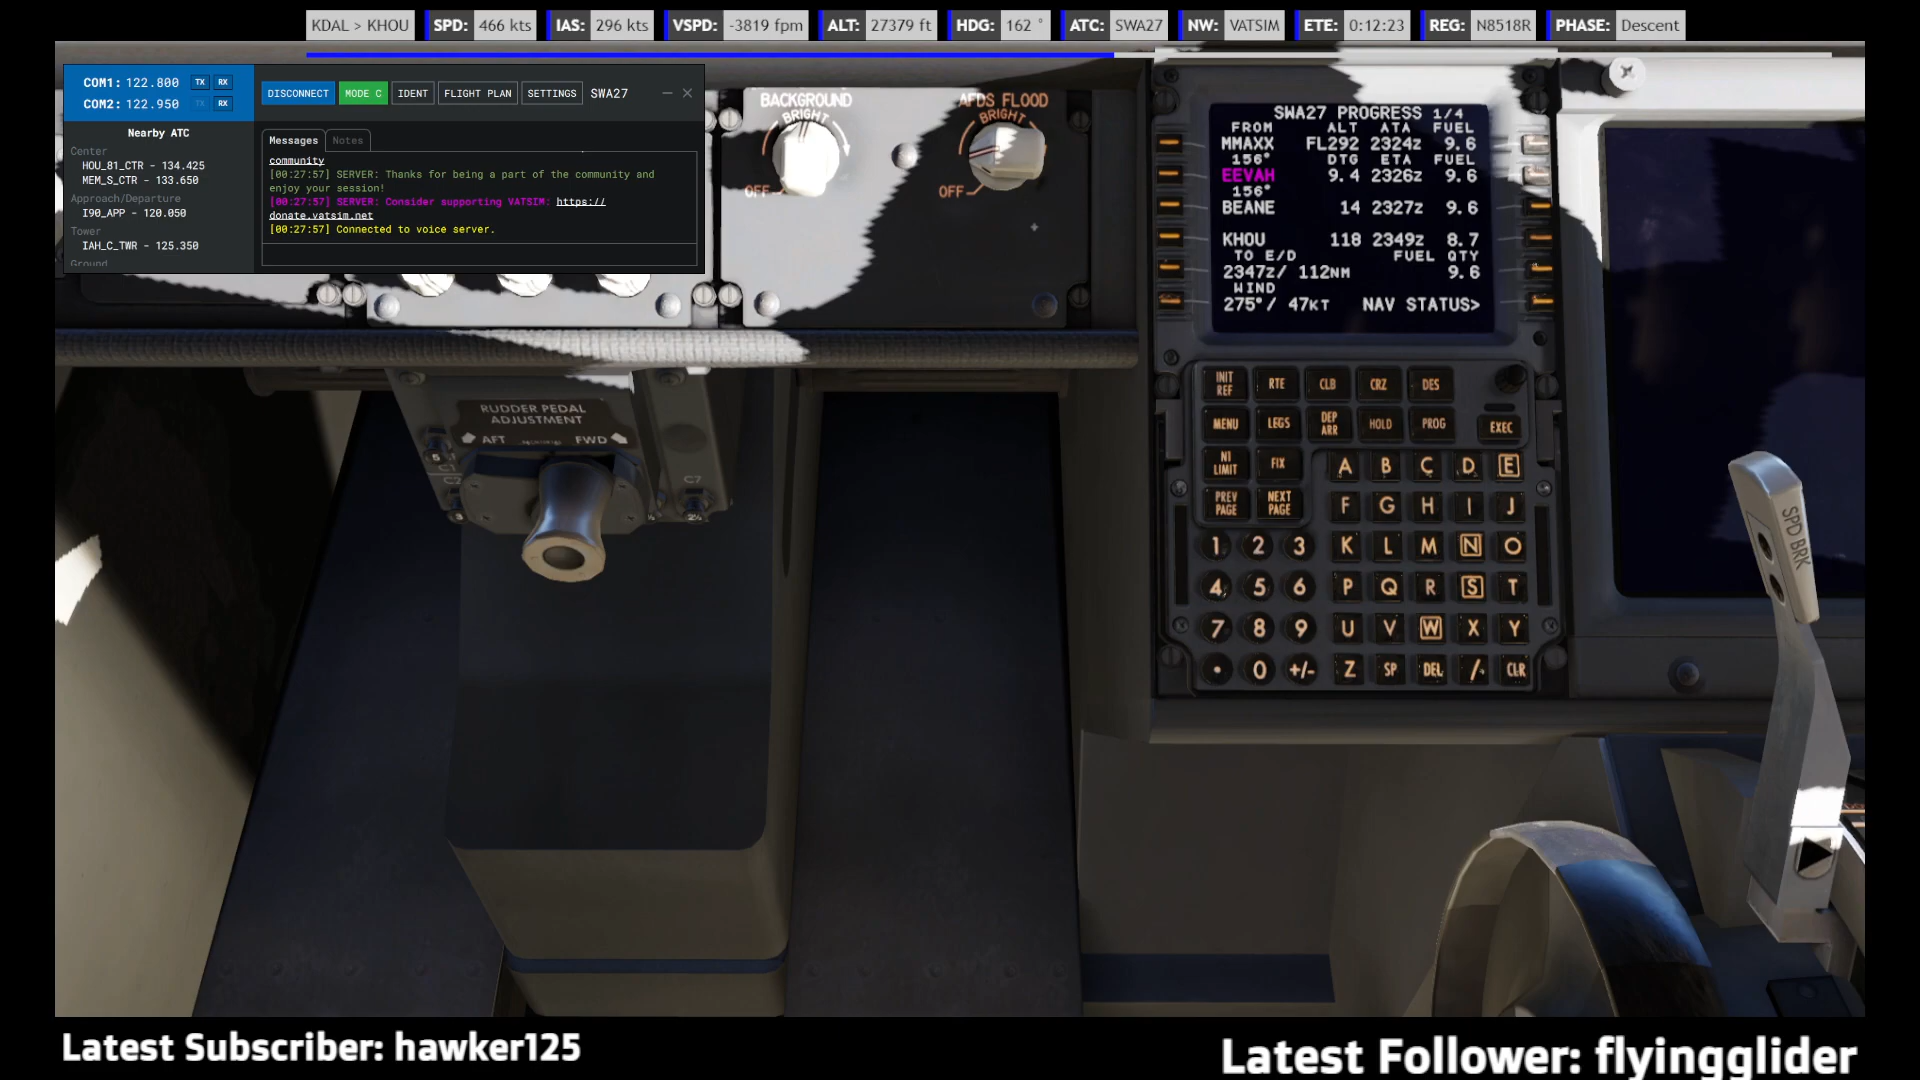 KDAL > KHOU SPD: 466 kts IAS: 296 kts VSPD: -3819 fpm ALT: 27379 ft HDG: 162 ° ATC: SWA27 NW: VATSIM ETE: 0:12:23 REG: N8518R PHASE: Descent
COM1: 122.800 TX RX
COM2: 122.950 TX RX
DISCONNECT MODE C IDENT FLIGHT PLAN SETTINGS SWA27
Nearby ATC
Center
HOU_81_CTR - 134.425
MEM_S_CTR - 133.650
Approach/Departure
I90_APP - 120.050
Tower
IAH_C_TWR - 125.350
Ground
Messages Notes
community
[00:27:57] SERVER: Thanks for being a part of the community and
enjoy your session!
[00:27:57] SERVER: Consider supporting VATSIM: https://
donate.vatsim.net
[00:27:57] Connected to voice server.
BACKGROUND
BRIGHT
OFF
AFDS FLOOD
BRIGHT
OFF
SWA27 PROGRESS 1/4
FROM ALT ATA FUEL
MMAXX FL292 2324z 9.6
156° DTG ETA FUEL
EEVAH 9.4 2326z 9.6
156°
BEANE 14 2327z 9.6
KHOU 118 2349z 8.7
TO E/D FUEL QTY
2347z/ 112NM 9.6
WIND
275°/ 47KT NAV STATUS>
RUDDER PEDAL
ADJUSTMENT
AFT FWD
5
C1
C2
C7
INIT REF RTE CLB CRZ DES
MENU LEGS DEP ARR HOLD PROG EXEC
N1 LIMIT FIX
PREV PAGE NEXT PAGE
A B C D E
F G H I J
1 2 3 K L M N O
4 5 6 P Q R S T
7 8 9 U V W X Y
. 0 +/- Z SP DEL / CLR
SPD BRK
Latest Subscriber: hawker125
Latest Follower: flyingglider